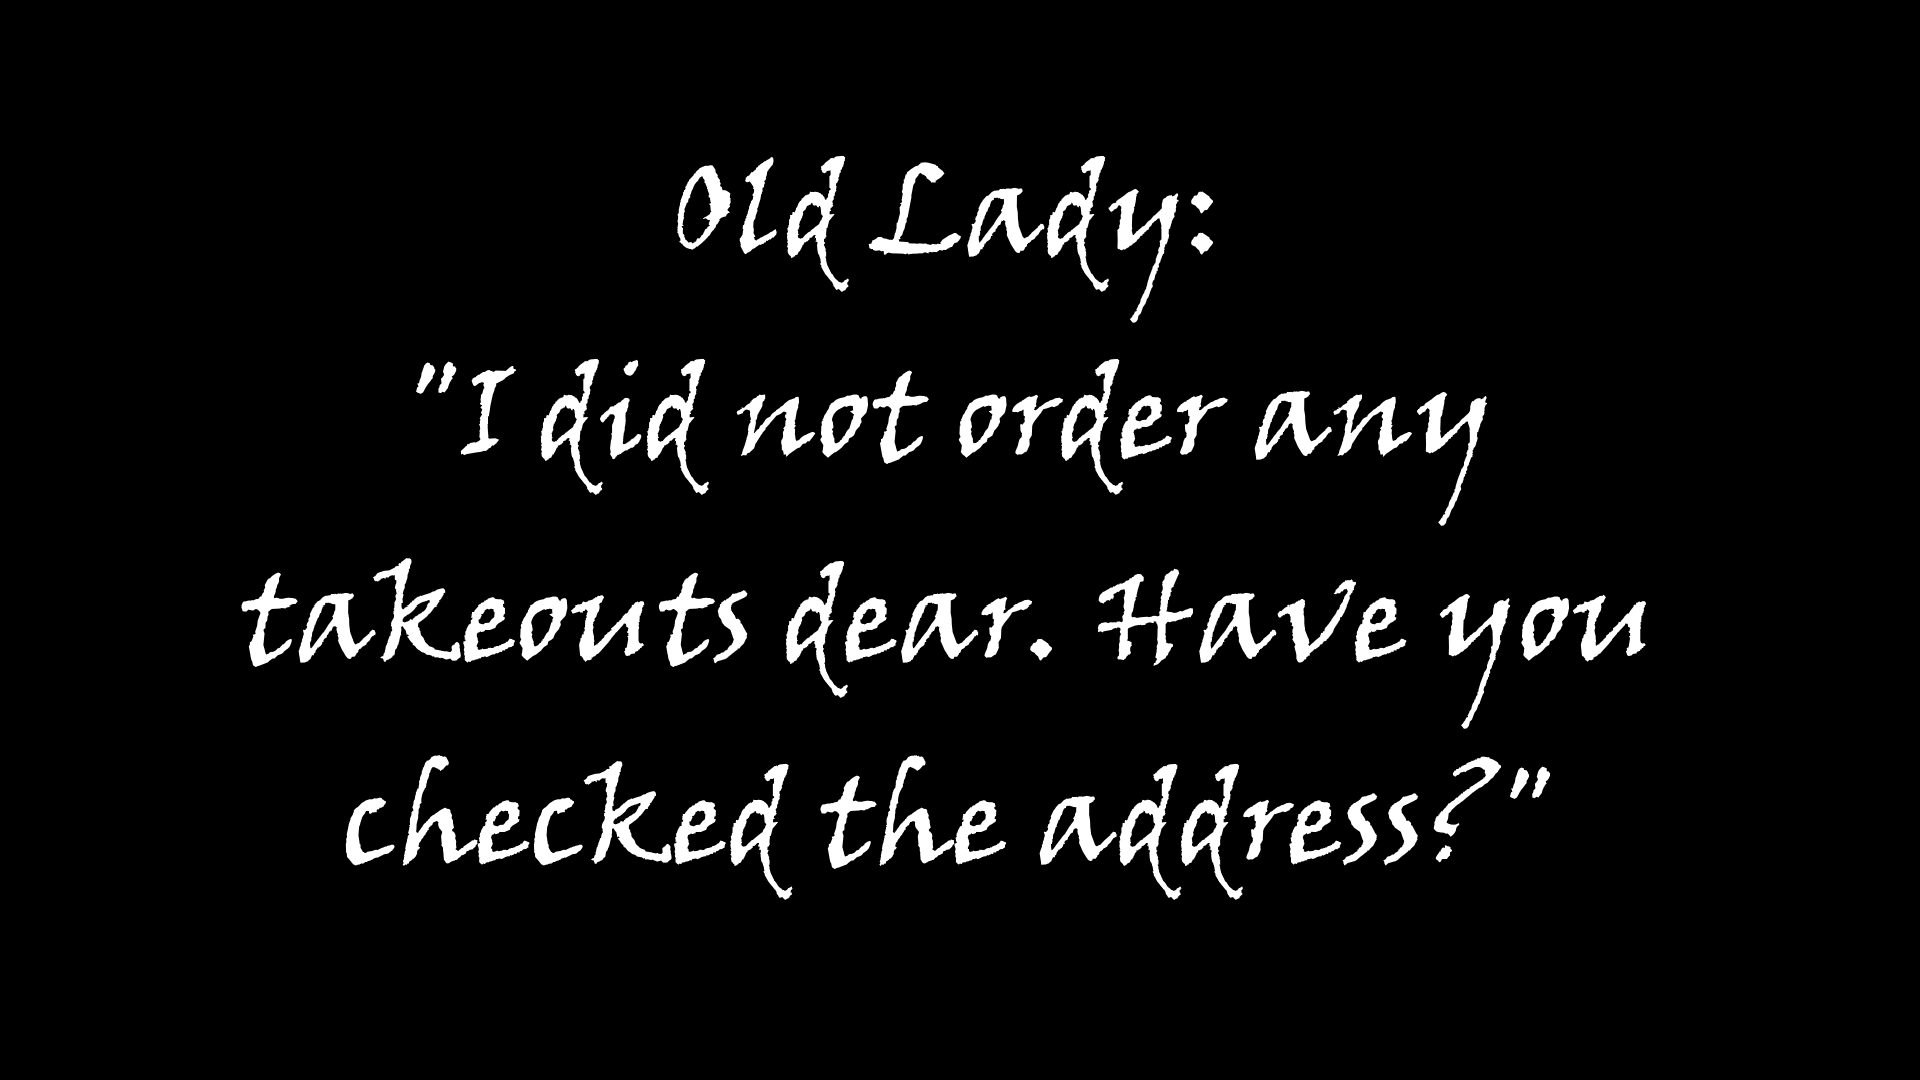 Old Lady:
"I did not order any
takeouts dear. Have you
checked the address?"